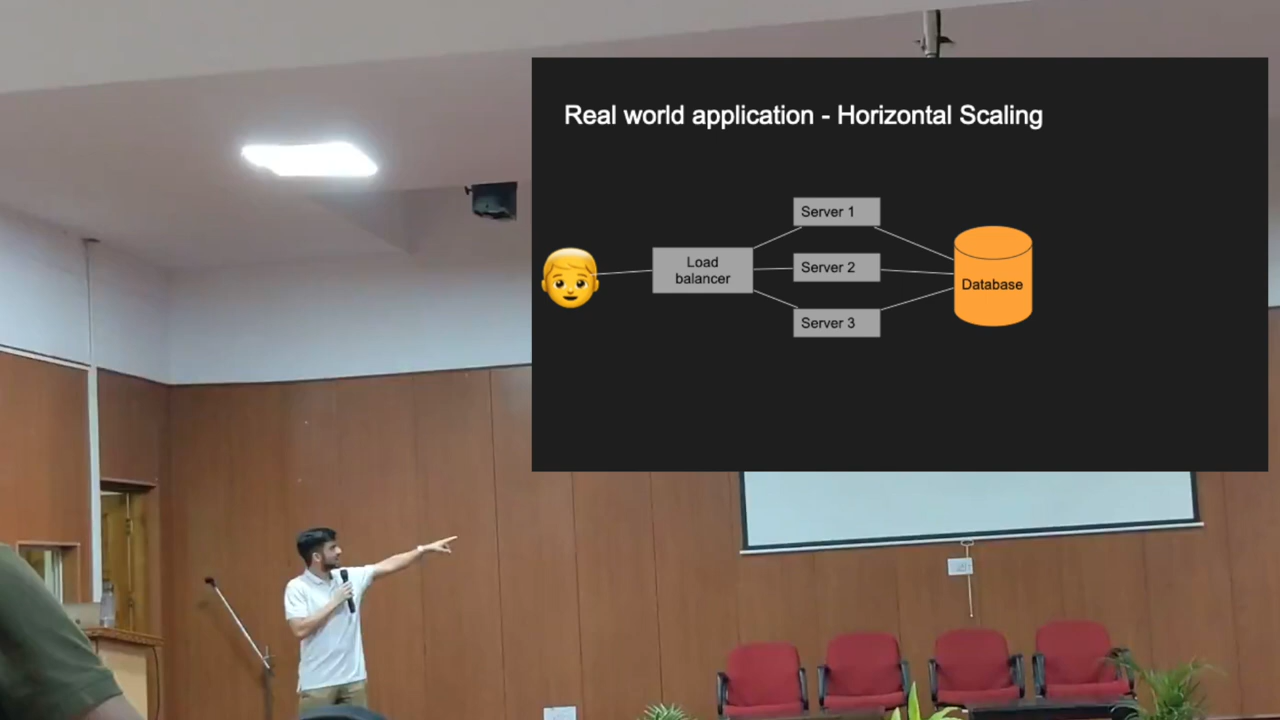 Real world application - Horizontal Scaling
Server 1
Load
balancer
Server 2
Database
Server 3